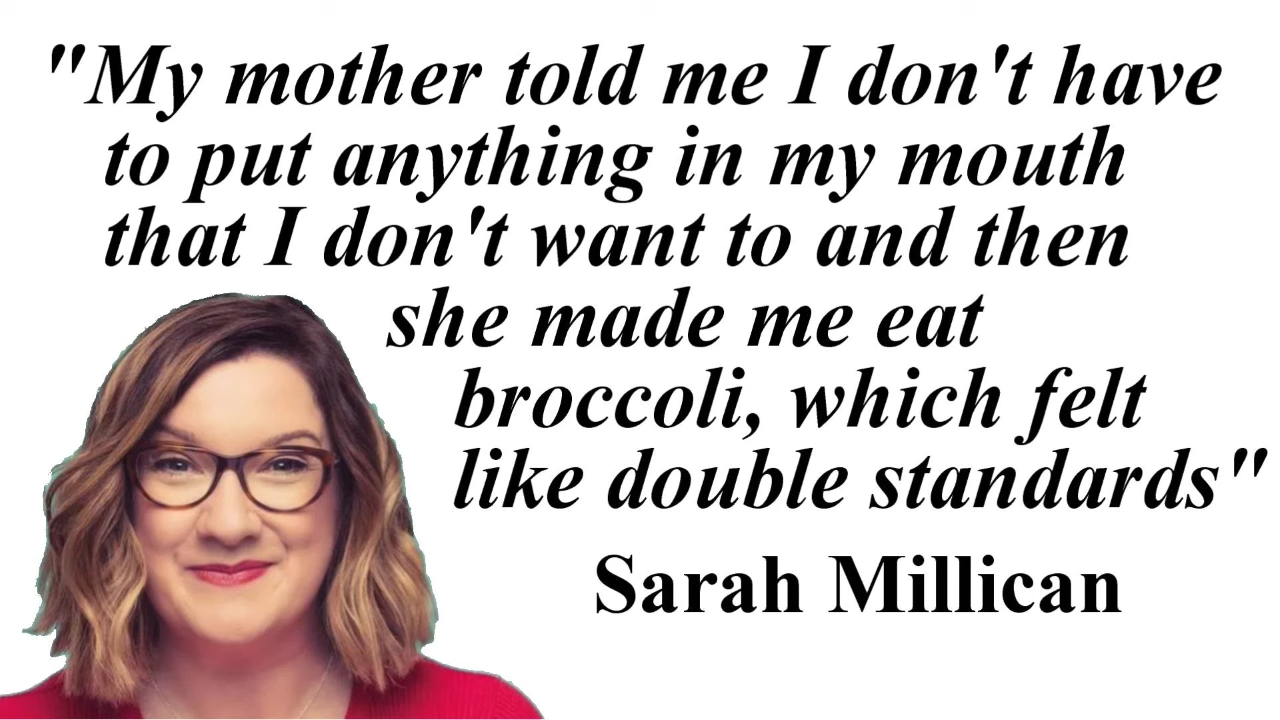 "My mother told me I don't have
to put anything in my mouth
that I don't want to and then
she made me eat
broccoli, which felt
like double standards"
Sarah Millican